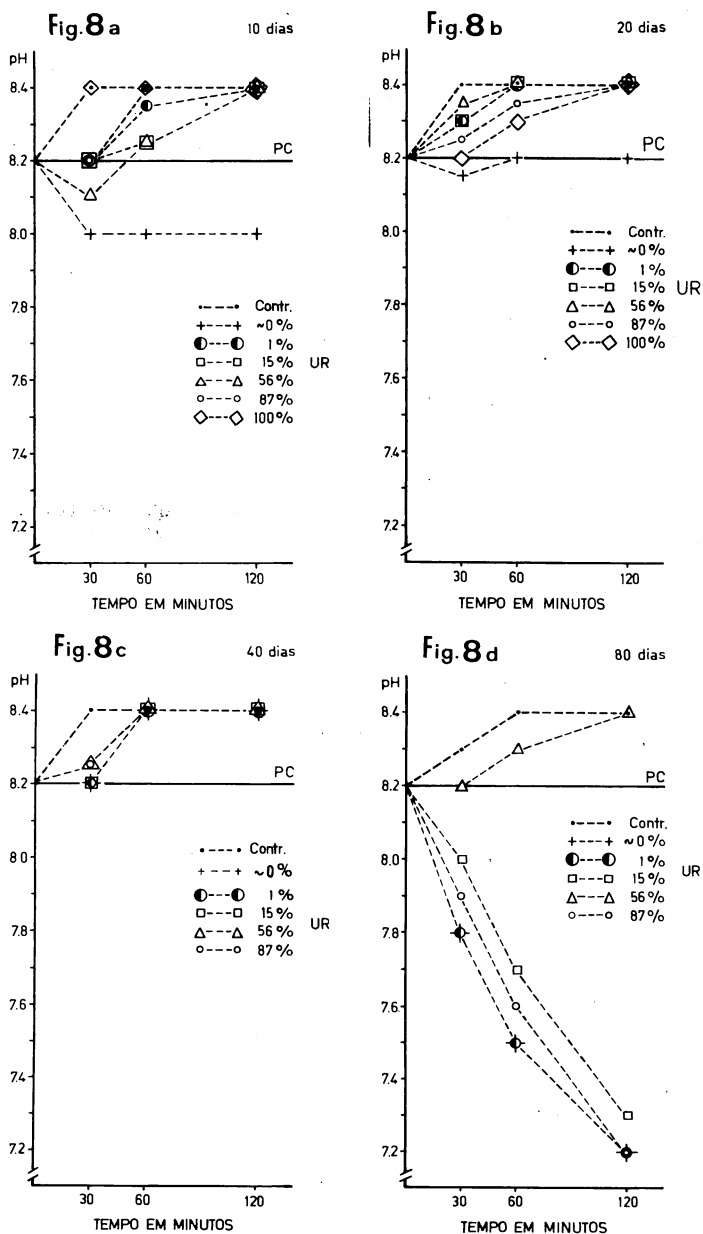 Fig.8a 10 dias
pH
8.4
8.2
8.0
7.8
7.6
7.4
7.2
PC
Contr.
~0%
1%
15%
56%
87%
100%
UR
30 60 120
TEMPO EM MINUTOS
Fig.8b 20 dias
pH
8.4
8.2
8.0
7.8
7.6
7.4
7.2
PC
Contr.
~0%
1%
15%
56%
87%
100%
UR
30 60 120
TEMPO EM MINUTOS
Fig.8c 40 dias
pH
8.4
8.2
8.0
7.8
7.6
7.4
7.2
PC
Contr.
~0%
1%
15%
56%
87%
UR
30 60 120
TEMPO EM MINUTOS
Fig.8d 80 dias
pH
8.4
8.2
8.0
7.8
7.6
7.4
7.2
PC
Contr.
~0%
1%
15%
56%
87%
UR
30 60 120
TEMPO EM MINUTOS